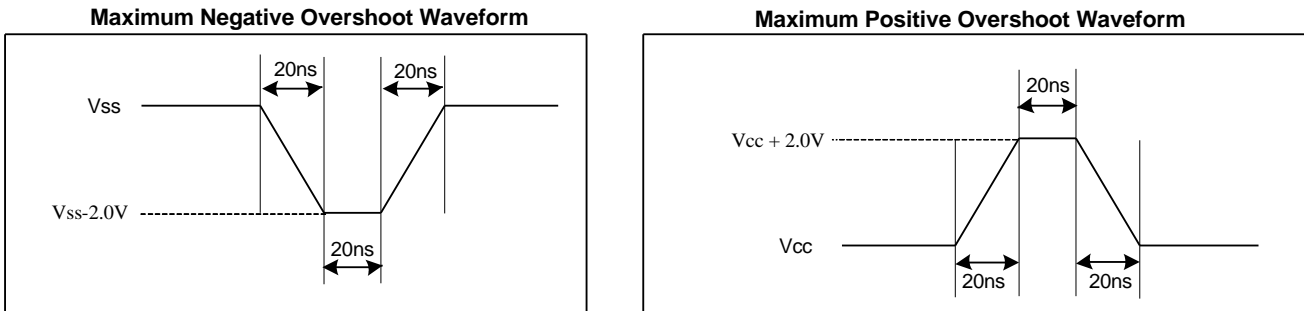 Maximum Negative Overshoot Waveform
20ns
20ns
Vss
Vss-2.0V
20ns
Maximum Positive Overshoot Waveform
20ns
Vcc + 2.0V
Vcc
20ns
20ns